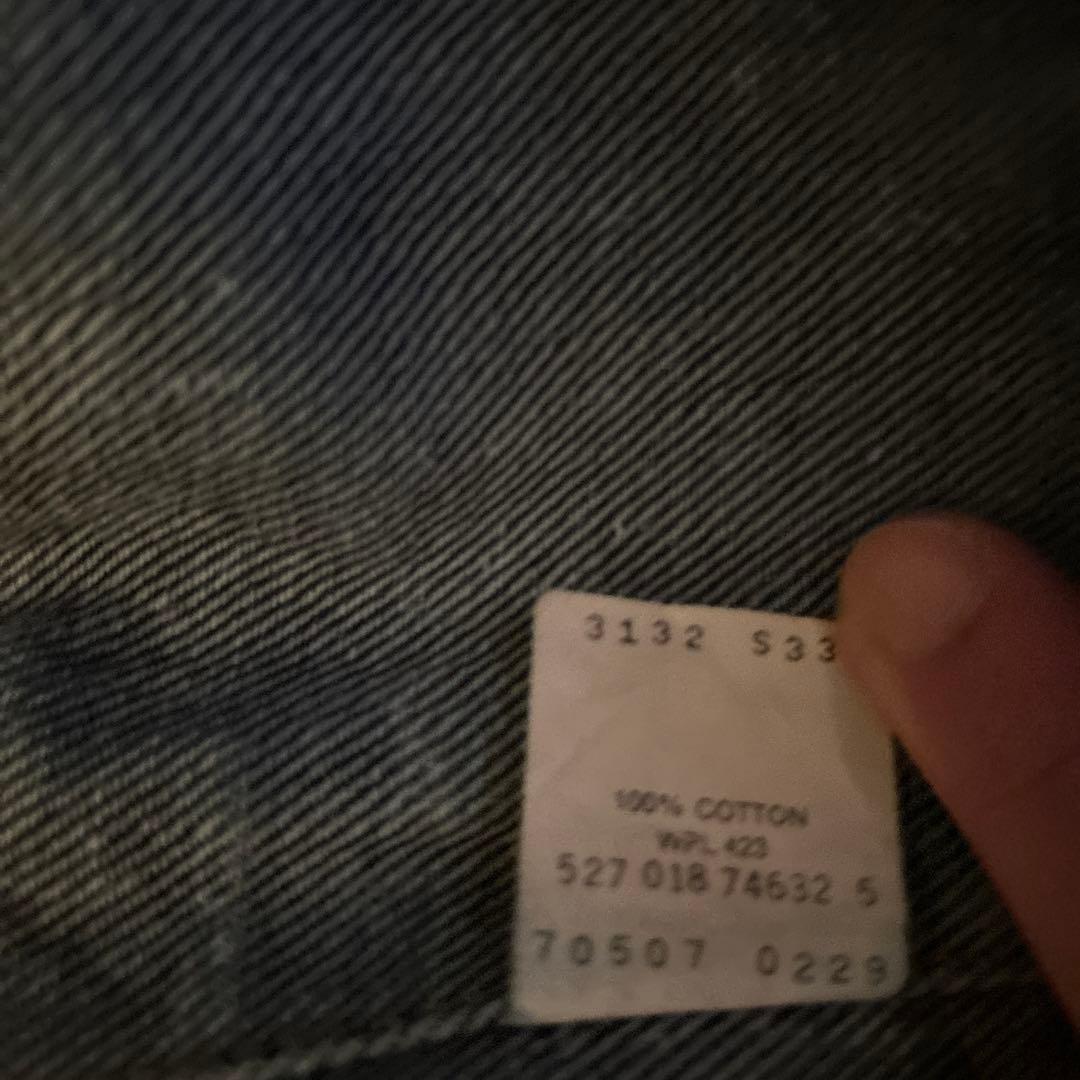 3132 S33
100% COTTON
WPL 423
527 018 74632 5
70507 0229